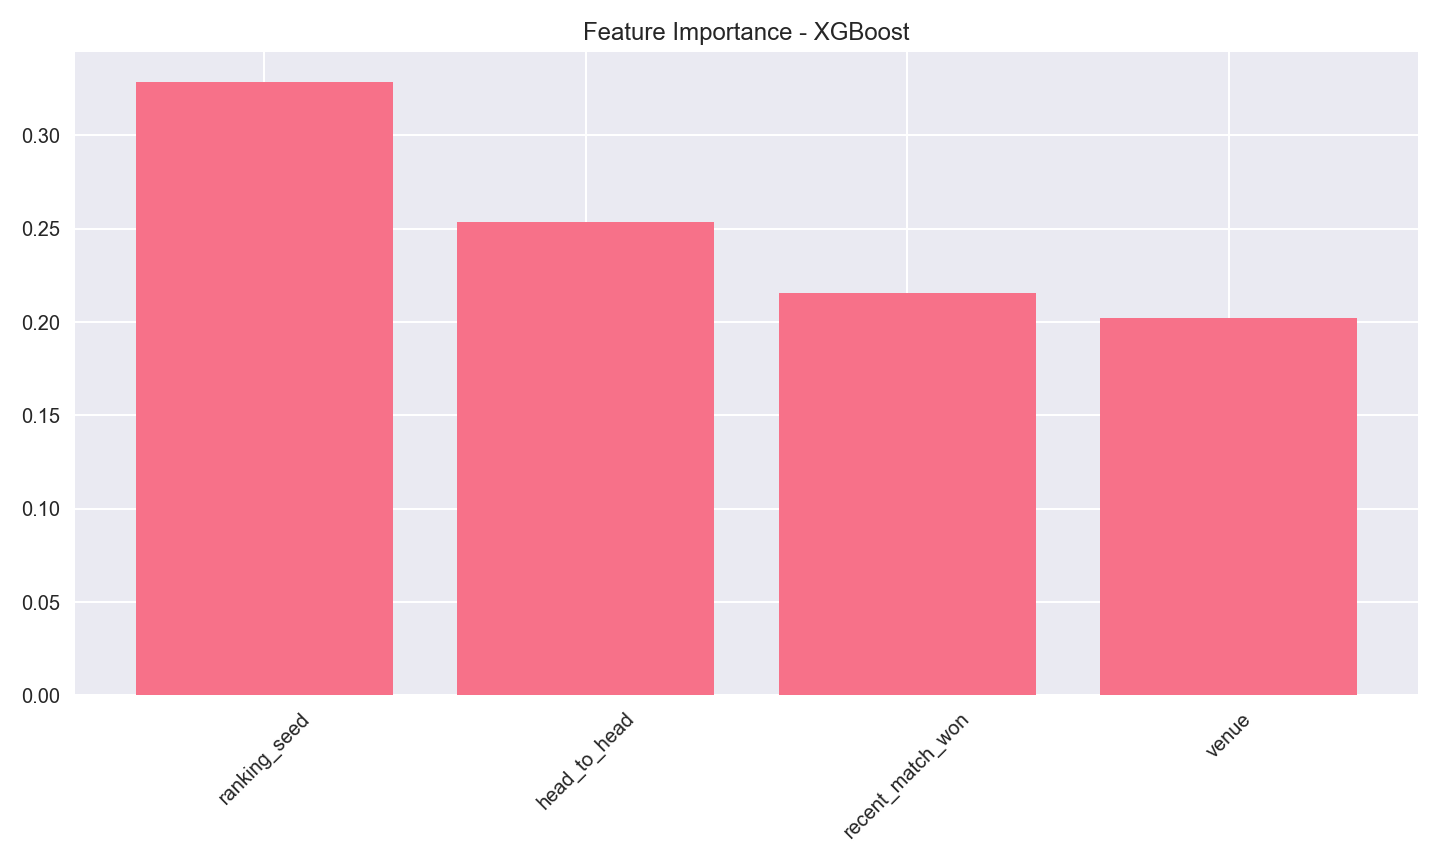 Feature Importance - XGBoost
0.30
0.25
0.20
0.15
0.10
0.05
0.00
ranking_seed
head_to_head
recent_match_won
venue